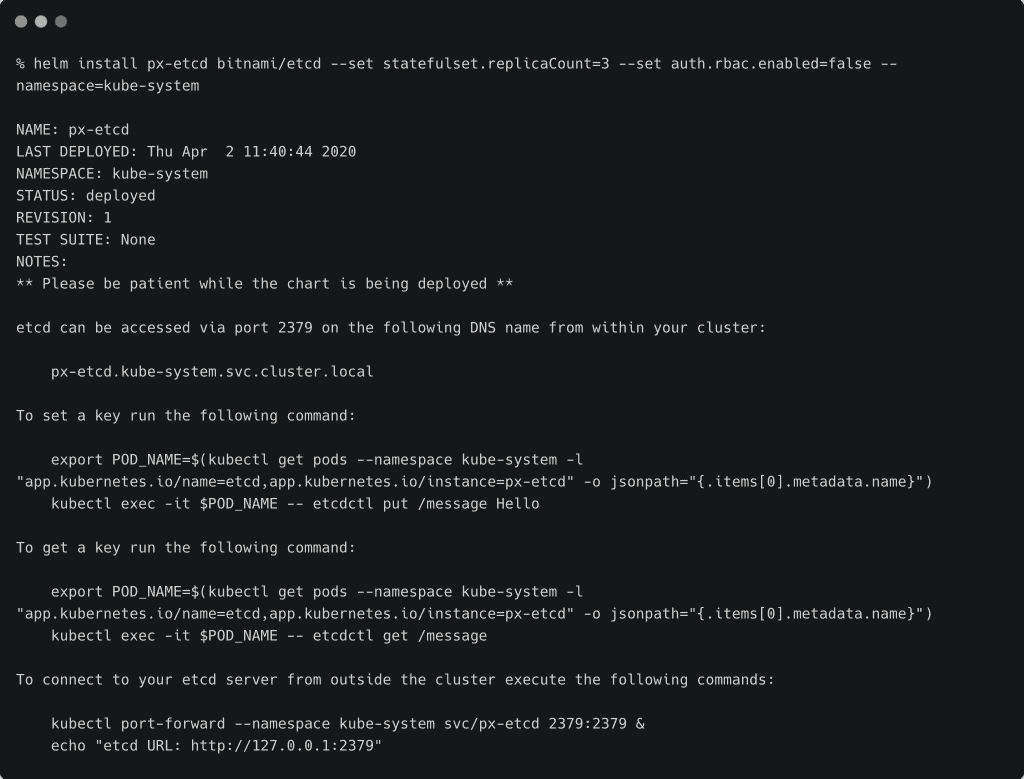 % helm install px-etcd bitnami/etcd --set statefulset.replicaCount=3 --set auth.rbac.enabled=false --
namespace=kube-system

NAME: px-etcd
LAST DEPLOYED: Thu Apr  2 11:40:44 2020
NAMESPACE: kube-system
STATUS: deployed
REVISION: 1
TEST SUITE: None
NOTES:
** Please be patient while the chart is being deployed **

etcd can be accessed via port 2379 on the following DNS name from within your cluster:

    px-etcd.kube-system.svc.cluster.local

To set a key run the following command:

    export POD_NAME=$(kubectl get pods --namespace kube-system -l
"app.kubernetes.io/name=etcd,app.kubernetes.io/instance=px-etcd" -o jsonpath="{.items[0].metadata.name}")
    kubectl exec -it $POD_NAME -- etcdctl put /message Hello

To get a key run the following command:

    export POD_NAME=$(kubectl get pods --namespace kube-system -l
"app.kubernetes.io/name=etcd,app.kubernetes.io/instance=px-etcd" -o jsonpath="{.items[0].metadata.name}")
    kubectl exec -it $POD_NAME -- etcdctl get /message

To connect to your etcd server from outside the cluster execute the following commands:

    kubectl port-forward --namespace kube-system svc/px-etcd 2379:2379 &
    echo "etcd URL: http://127.0.0.1:2379"